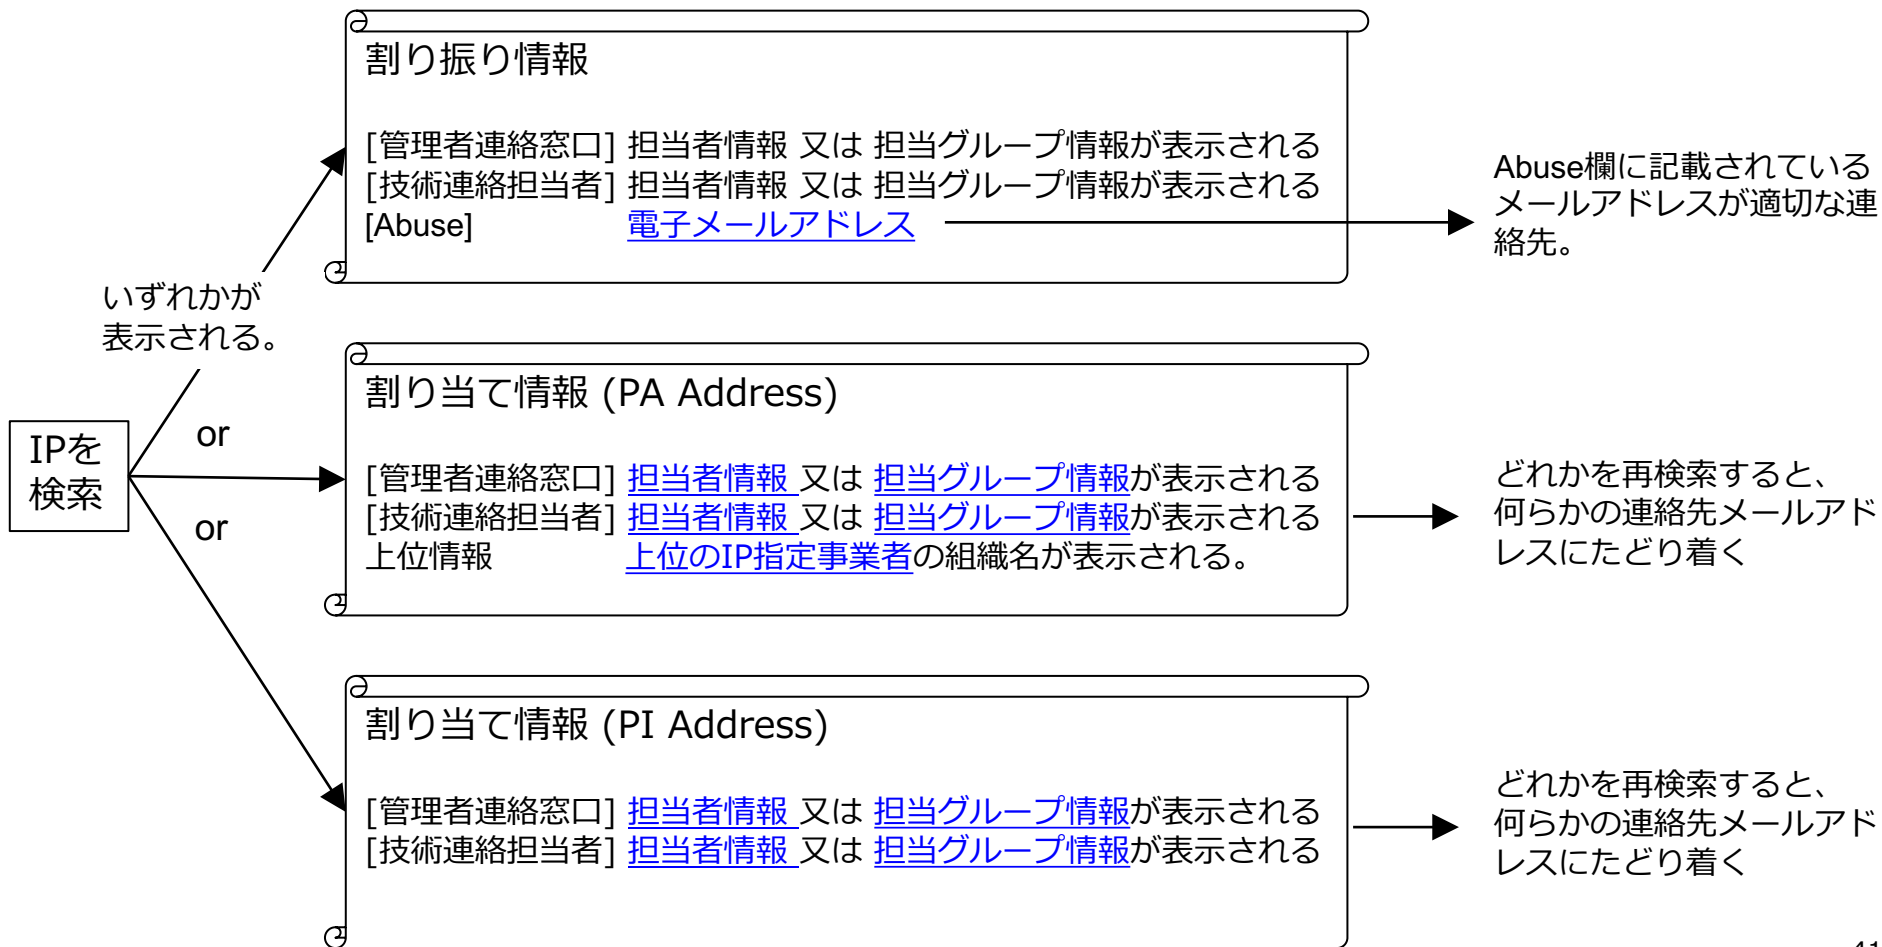 割り振り情報
[管理者連絡窓口] 担当者情報 又は 担当グループ情報が表示される
[技術連絡担当者] 担当者情報 又は 担当グループ情報が表示される
[Abuse] 電子メールアドレス
Abuse欄に記載されている
メールアドレスが適切な連
絡先。
いずれかが
表示される。
IPを
検索
or
or
割り当て情報 (PA Address)
[管理者連絡窓口] 担当者情報 又は 担当グループ情報が表示される
[技術連絡担当者] 担当者情報 又は 担当グループ情報が表示される
上位情報 上位のIP指定事業者の組織名が表示される。
どれかを再検索すると、
何らかの連絡先メールアド
レスにたどり着く
割り当て情報 (PI Address)
[管理者連絡窓口] 担当者情報 又は 担当グループ情報が表示される
[技術連絡担当者] 担当者情報 又は 担当グループ情報が表示される
どれかを再検索すると、
何らかの連絡先メールアド
レスにたどり着く